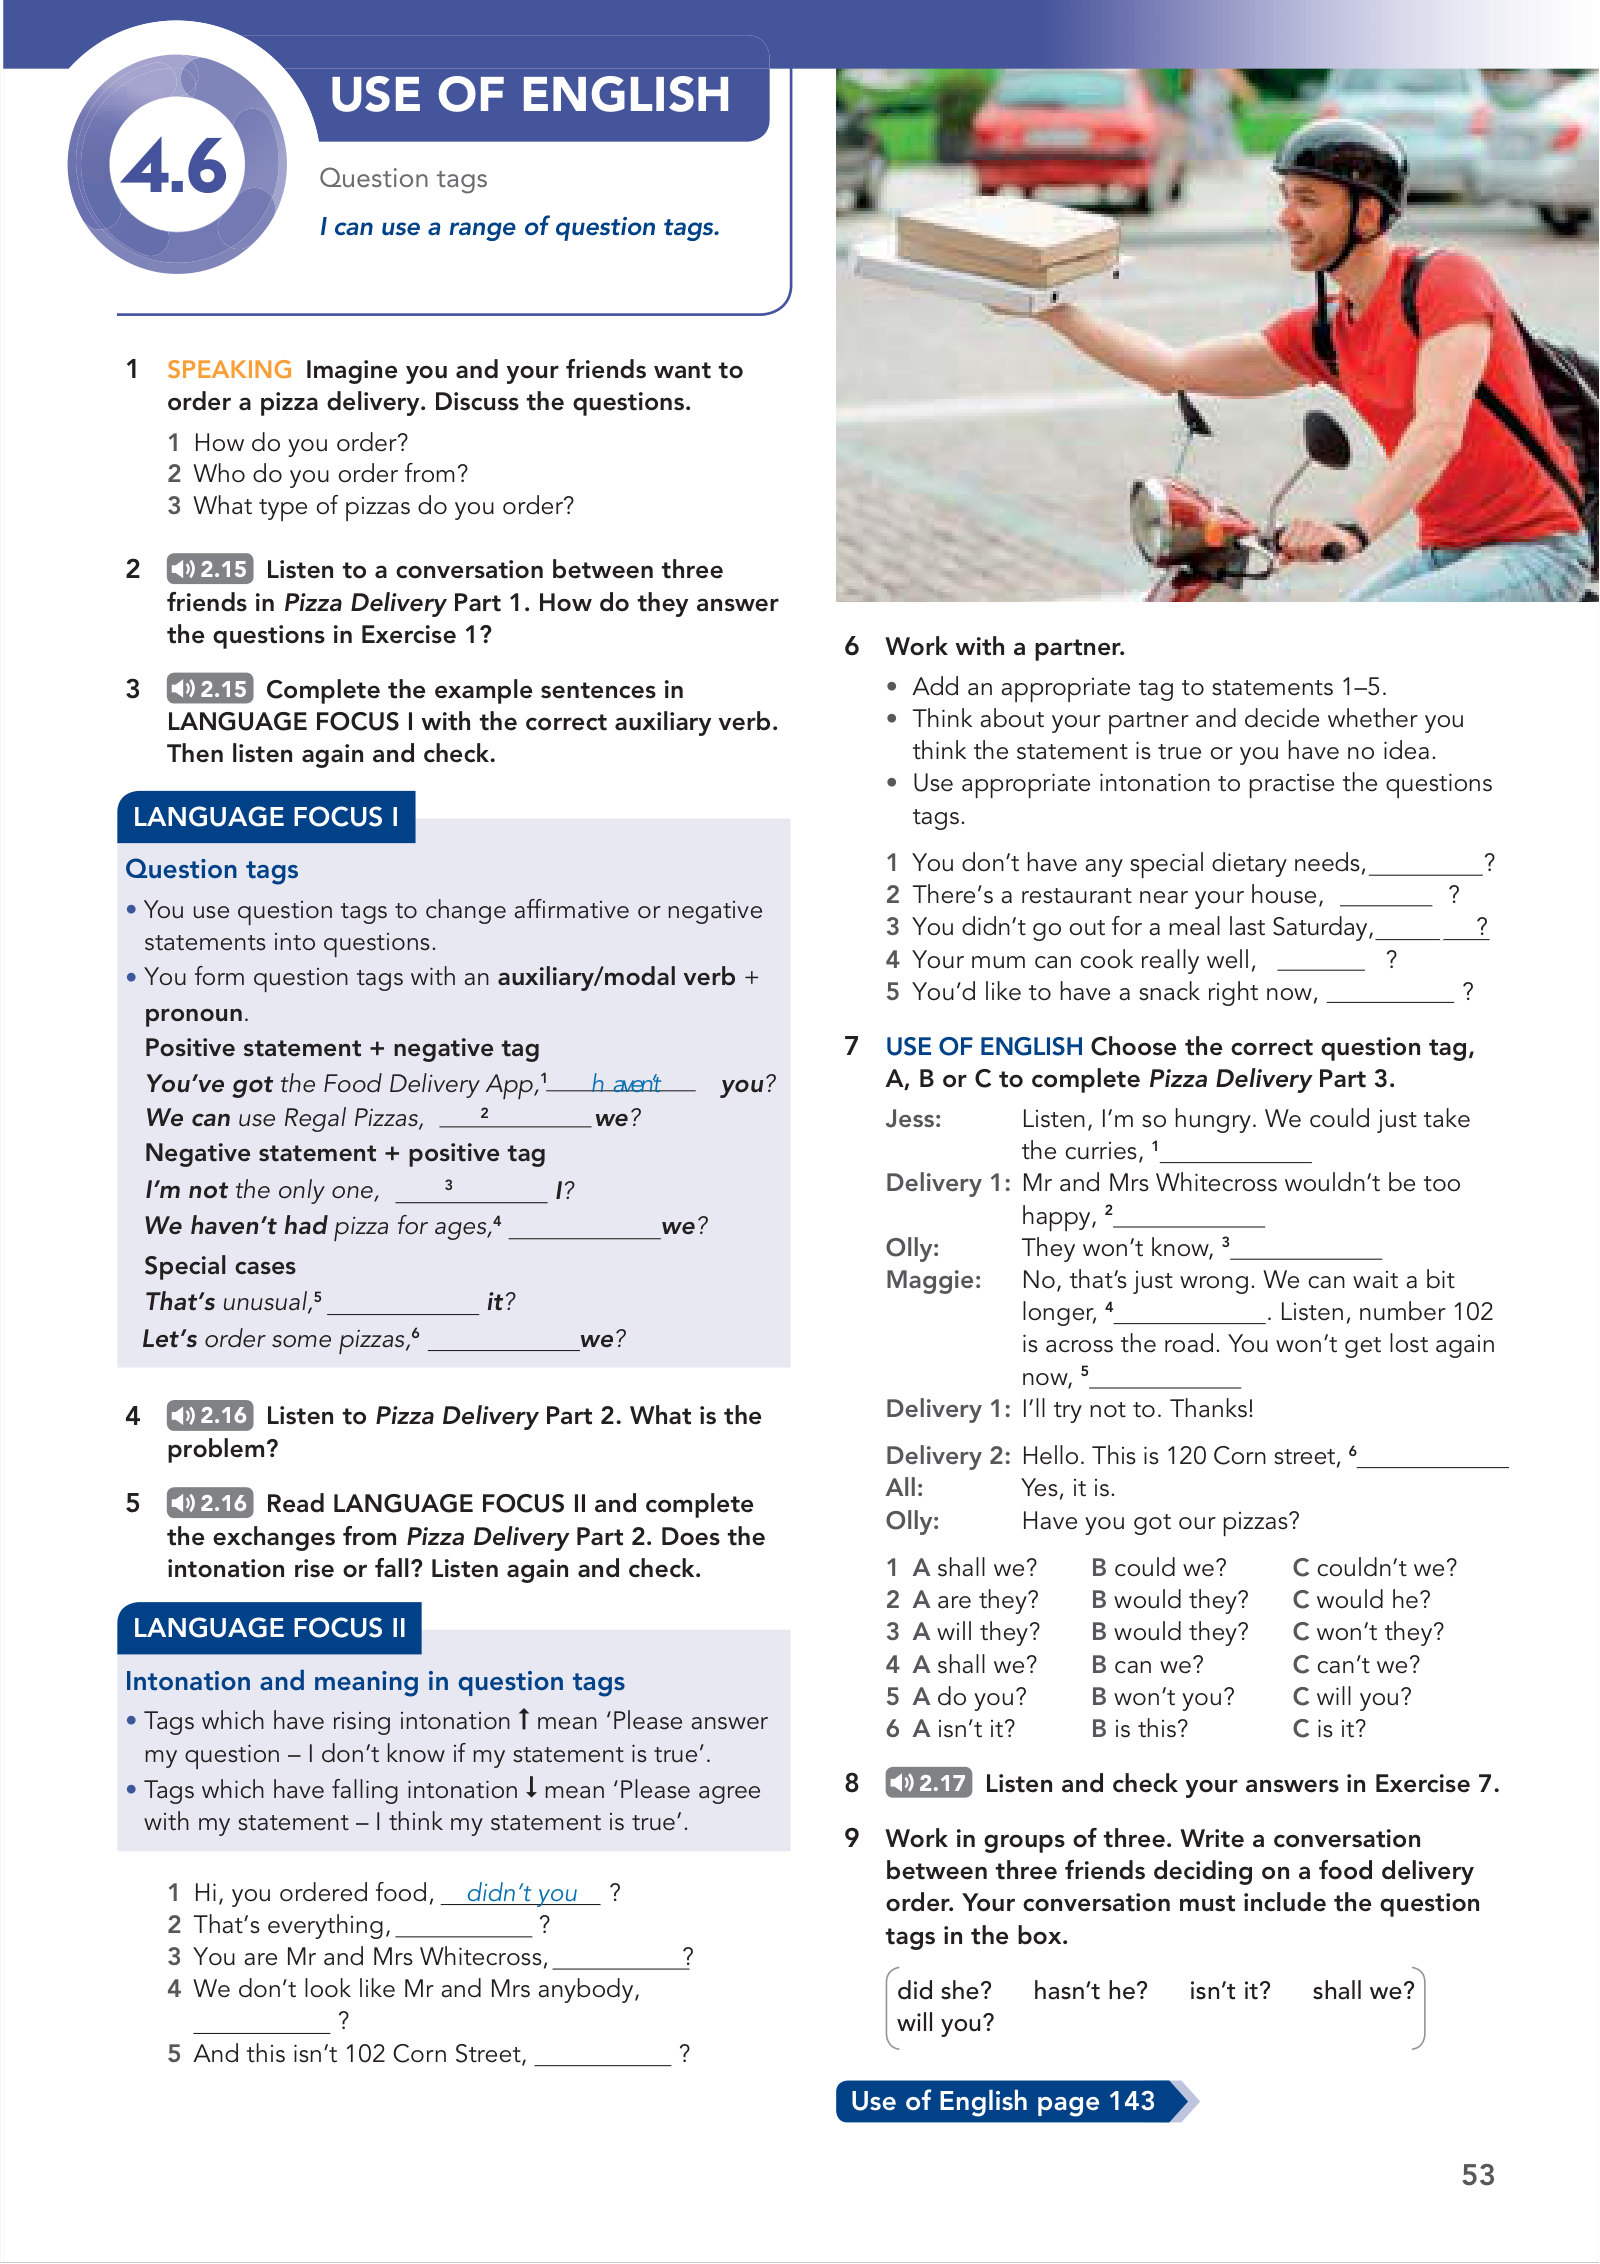 USE OF ENGLISH
4.6
Question tags
I can use a range of question tags.
1 SPEAKING Imagine you and your friends want to
order a pizza delivery. Discuss the questions.
1 How do you order?
2 Who do you order from?
3 What type of pizzas do you order?
2 2.15 Listen to a conversation between three
friends in Pizza Delivery Part 1. How do they answer
the questions in Exercise 1?
3 2.15 Complete the example sentences in
LANGUAGE FOCUS I with the correct auxiliary verb.
Then listen again and check.
LANGUAGE FOCUS I
Question tags
• You use question tags to change affirmative or negative
statements into questions.
• You form question tags with an auxiliary/modal verb +
pronoun.
Positive statement + negative tag
You've got the Food Delivery App,¹ haven't you?
We can use Regal Pizzas, ²____________ we?
Negative statement + positive tag
I'm not the only one, ³____________ I?
We haven't had pizza for ages,⁴ ____________we?
Special cases
That's unusual,⁵ ____________ it?
Let's order some pizzas,⁶ ____________we?
4 2.16 Listen to Pizza Delivery Part 2. What is the
problem?
5 2.16 Read LANGUAGE FOCUS II and complete
the exchanges from Pizza Delivery Part 2. Does the
intonation rise or fall? Listen again and check.
LANGUAGE FOCUS II
Intonation and meaning in question tags
• Tags which have rising intonation ↑ mean 'Please answer
my question – I don't know if my statement is true'.
• Tags which have falling intonation ↓ mean 'Please agree
with my statement – I think my statement is true'.
1 Hi, you ordered food, didn't you ?
2 That's everything, ___________ ?
3 You are Mr and Mrs Whitecross, ___________?
4 We don't look like Mr and Mrs anybody,
___________ ?
5 And this isn't 102 Corn Street, ___________ ?
6 Work with a partner.
• Add an appropriate tag to statements 1–5.
• Think about your partner and decide whether you
think the statement is true or you have no idea.
• Use appropriate intonation to practise the questions
tags.
1 You don't have any special dietary needs,_________?
2 There's a restaurant near your house, _______ ?
3 You didn't go out for a meal last Saturday,_________?
4 Your mum can cook really well, _______ ?
5 You'd like to have a snack right now, __________ ?
7 USE OF ENGLISH Choose the correct question tag,
A, B or C to complete Pizza Delivery Part 3.
Jess: Listen, I'm so hungry. We could just take
the curries, ¹____________
Delivery 1: Mr and Mrs Whitecross wouldn't be too
happy, ²____________
Olly: They won't know, ³____________
Maggie: No, that's just wrong. We can wait a bit
longer, ⁴____________. Listen, number 102
is across the road. You won't get lost again
now, ⁵____________
Delivery 1: I'll try not to. Thanks!
Delivery 2: Hello. This is 120 Corn street, ⁶____________
All: Yes, it is.
Olly: Have you got our pizzas?
1 A shall we? B could we? C couldn't we?
2 A are they? B would they? C would he?
3 A will they? B would they? C won't they?
4 A shall we? B can we? C can't we?
5 A do you? B won't you? C will you?
6 A isn't it? B is this? C is it?
8 2.17 Listen and check your answers in Exercise 7.
9 Work in groups of three. Write a conversation
between three friends deciding on a food delivery
order. Your conversation must include the question
tags in the box.
did she? hasn't he? isn't it? shall we?
will you?
Use of English page 143
53